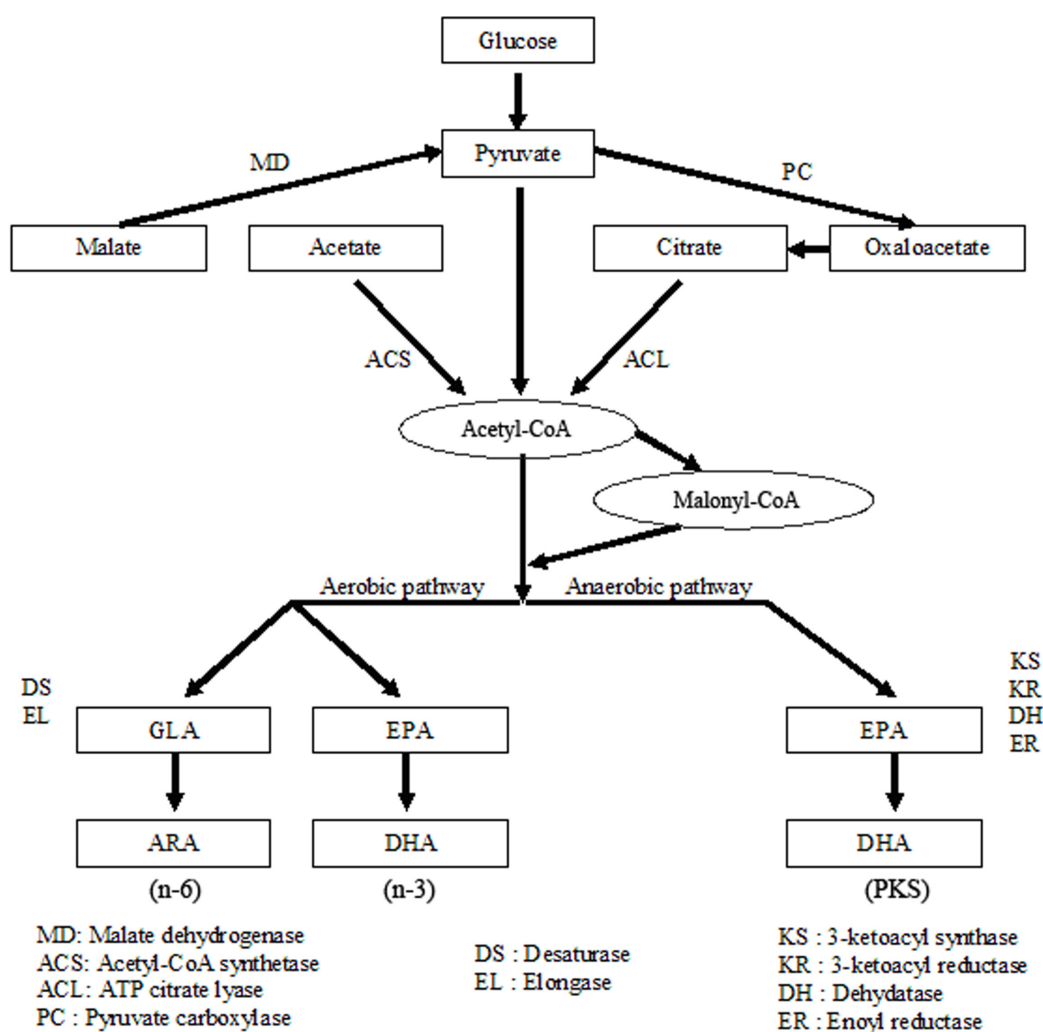 Glucose
Pyruvate
MD
PC
Malate
Acetate
Citrate
Oxaloacetate
ACS
ACL
Acetyl-CoA
Malonyl-CoA
Aerobic pathway
Anaerobic pathway
DS
EL
KS
KR
DH
ER
GLA
EPA
EPA
ARA
DHA
DHA
(n-6)
(n-3)
(PKS)
MD: Malate dehydrogenase
ACS: Acetyl-CoA synthetase
ACL: ATP citrate lyase
PC : Pyruvate carboxylase
DS : Desaturase
EL : Elongase
KS : 3-ketoacyl synthase
KR : 3-ketoacyl reductase
DH : Dehydatase
ER : Enoyl reductase